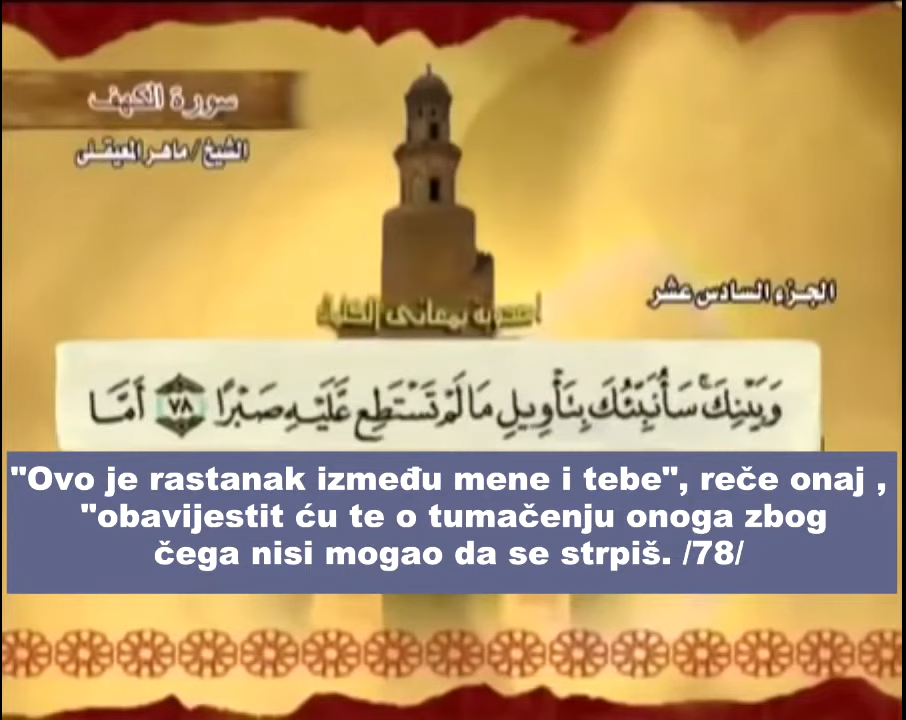 سورة الكهف
الشيخ / ماهر المعيقلى
الجزء السادس عشر
وَبَيْنِكَ ۚ سَأُنَبِّئُكَ بِتَأْوِيلِ مَا لَمْ تَسْتَطِع عَّلَيْهِ صَبْرًا ٧٨ أَمَّا
"Ovo je rastanak između mene i tebe", reče onaj ,
"obavijestit ću te o tumačenju onoga zbog
čega nisi mogao da se strpiš. /78/